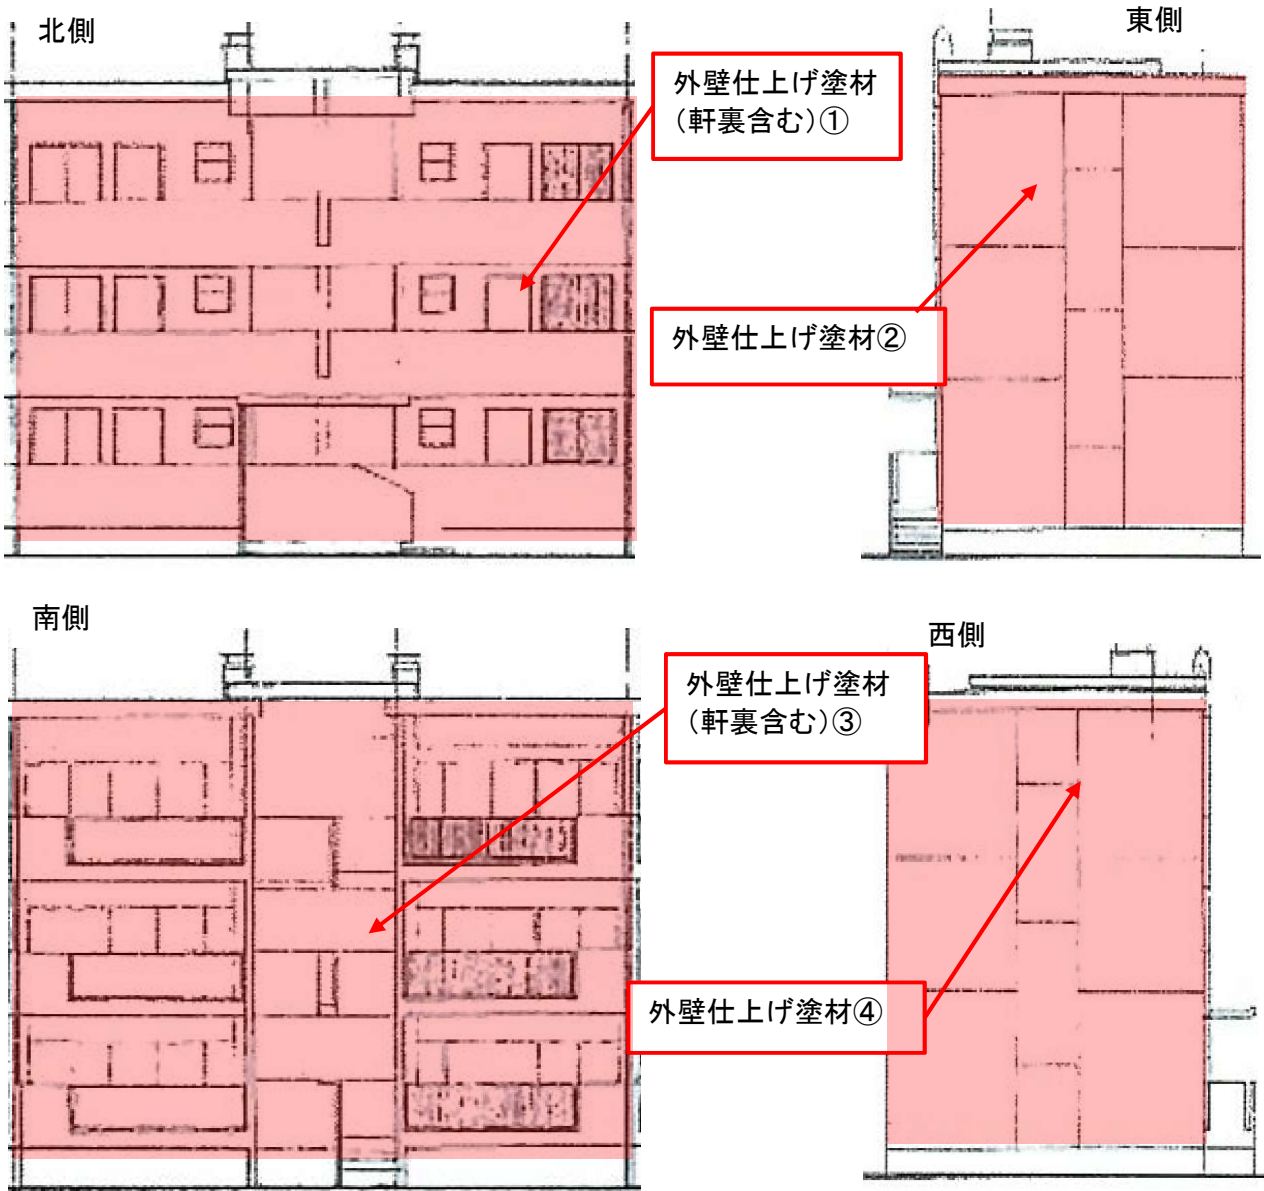 北側
外壁仕上げ塗材
（軒裏含む）①
東側
外壁仕上げ塗材②
南側
外壁仕上げ塗材
（軒裏含む）③
西側
外壁仕上げ塗材④